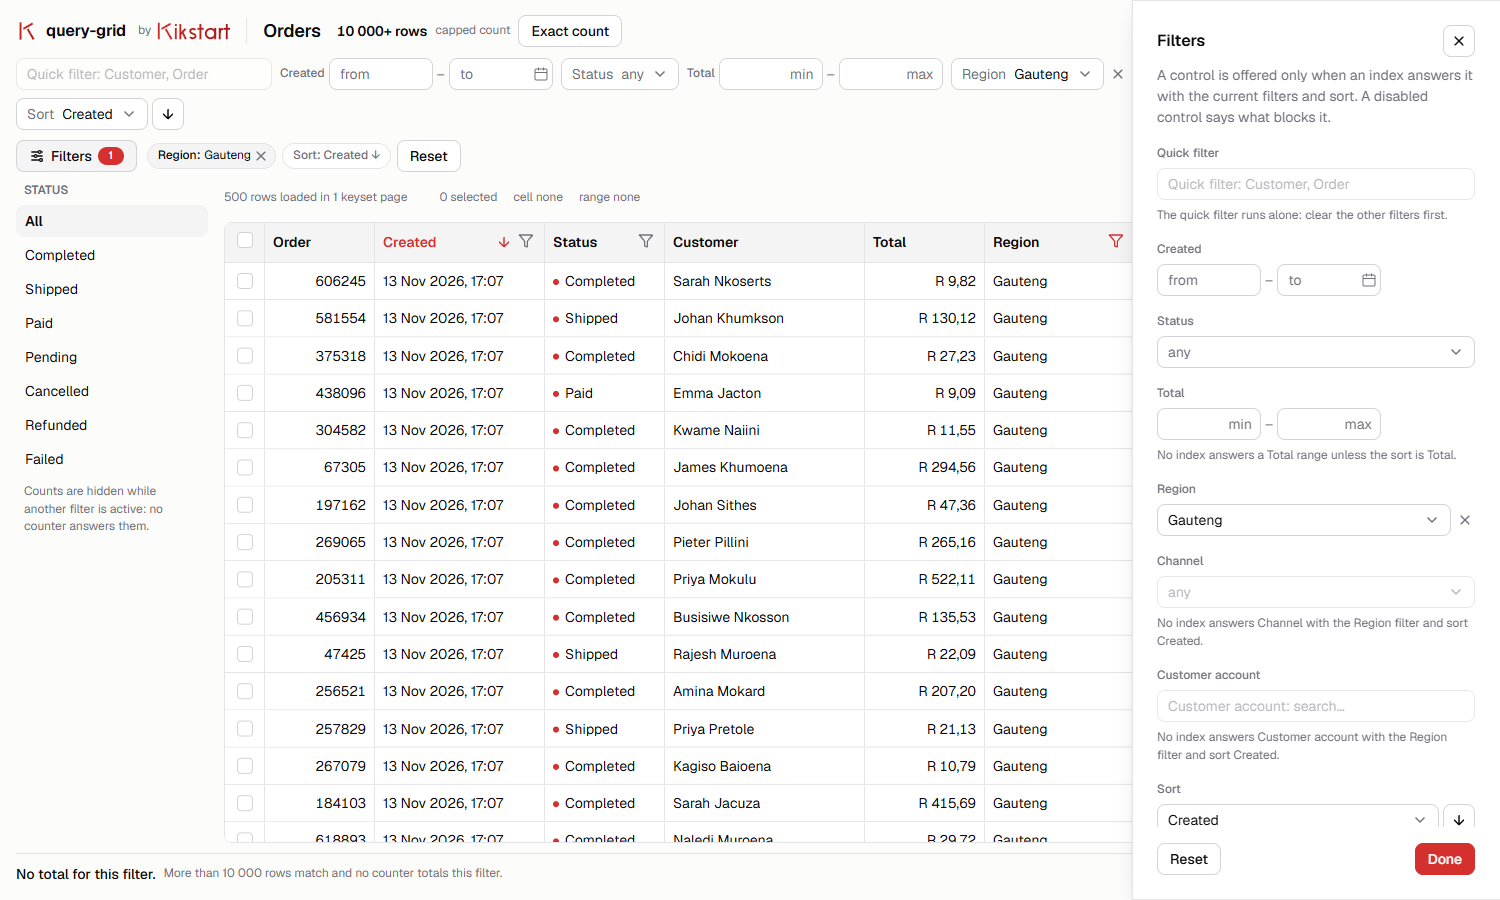 query-grid by Kikstart
Orders 10 000+ rows capped count Exact count
Quick filter: Customer, Order Created from – to Status any Total min – max Region Gauteng
Sort Created
Filters 1 Region: Gauteng Sort: Created Reset
STATUS
All
Completed
Shipped
Paid
Pending
Cancelled
Refunded
Failed
Counts are hidden while
another filter is active: no
counter answers them.
500 rows loaded in 1 keyset page 0 selected cell none range none
Order Created Status Customer Total Region
606245 13 Nov 2026, 17:07 Completed Sarah Nkoserts R 9,82 Gauteng
581554 13 Nov 2026, 17:07 Shipped Johan Khumkson R 130,12 Gauteng
375318 13 Nov 2026, 17:07 Completed Chidi Mokoena R 27,23 Gauteng
438096 13 Nov 2026, 17:07 Paid Emma Jacton R 9,09 Gauteng
304582 13 Nov 2026, 17:07 Completed Kwame Naiini R 11,55 Gauteng
67305 13 Nov 2026, 17:07 Completed James Khumoena R 294,56 Gauteng
197162 13 Nov 2026, 17:07 Completed Johan Sithes R 47,36 Gauteng
269065 13 Nov 2026, 17:07 Completed Pieter Pillini R 265,16 Gauteng
205311 13 Nov 2026, 17:07 Completed Priya Mokulu R 522,11 Gauteng
456934 13 Nov 2026, 17:07 Completed Busisiwe Nkosson R 135,53 Gauteng
47425 13 Nov 2026, 17:07 Shipped Rajesh Muroena R 22,09 Gauteng
256521 13 Nov 2026, 17:07 Completed Amina Mokard R 207,20 Gauteng
257829 13 Nov 2026, 17:07 Shipped Priya Pretole R 21,13 Gauteng
267079 13 Nov 2026, 17:07 Completed Kagiso Baioena R 10,79 Gauteng
184103 13 Nov 2026, 17:07 Completed Sarah Jacuza R 415,69 Gauteng
618893 13 Nov 2026, 17:07 Completed Naledi Muroena R 29,72 Gauteng
No total for this filter. More than 10 000 rows match and no counter totals this filter.
Filters
A control is offered only when an index answers it
with the current filters and sort. A disabled
control says what blocks it.
Quick filter
Quick filter: Customer, Order
The quick filter runs alone: clear the other filters first.
Created
from – to
Status
any
Total
min – max
No index answers a Total range unless the sort is Total.
Region
Gauteng
Channel
any
No index answers Channel with the Region filter and sort
Created.
Customer account
Customer account: search...
No index answers Customer account with the Region
filter and sort Created.
Sort
Created
Reset Done